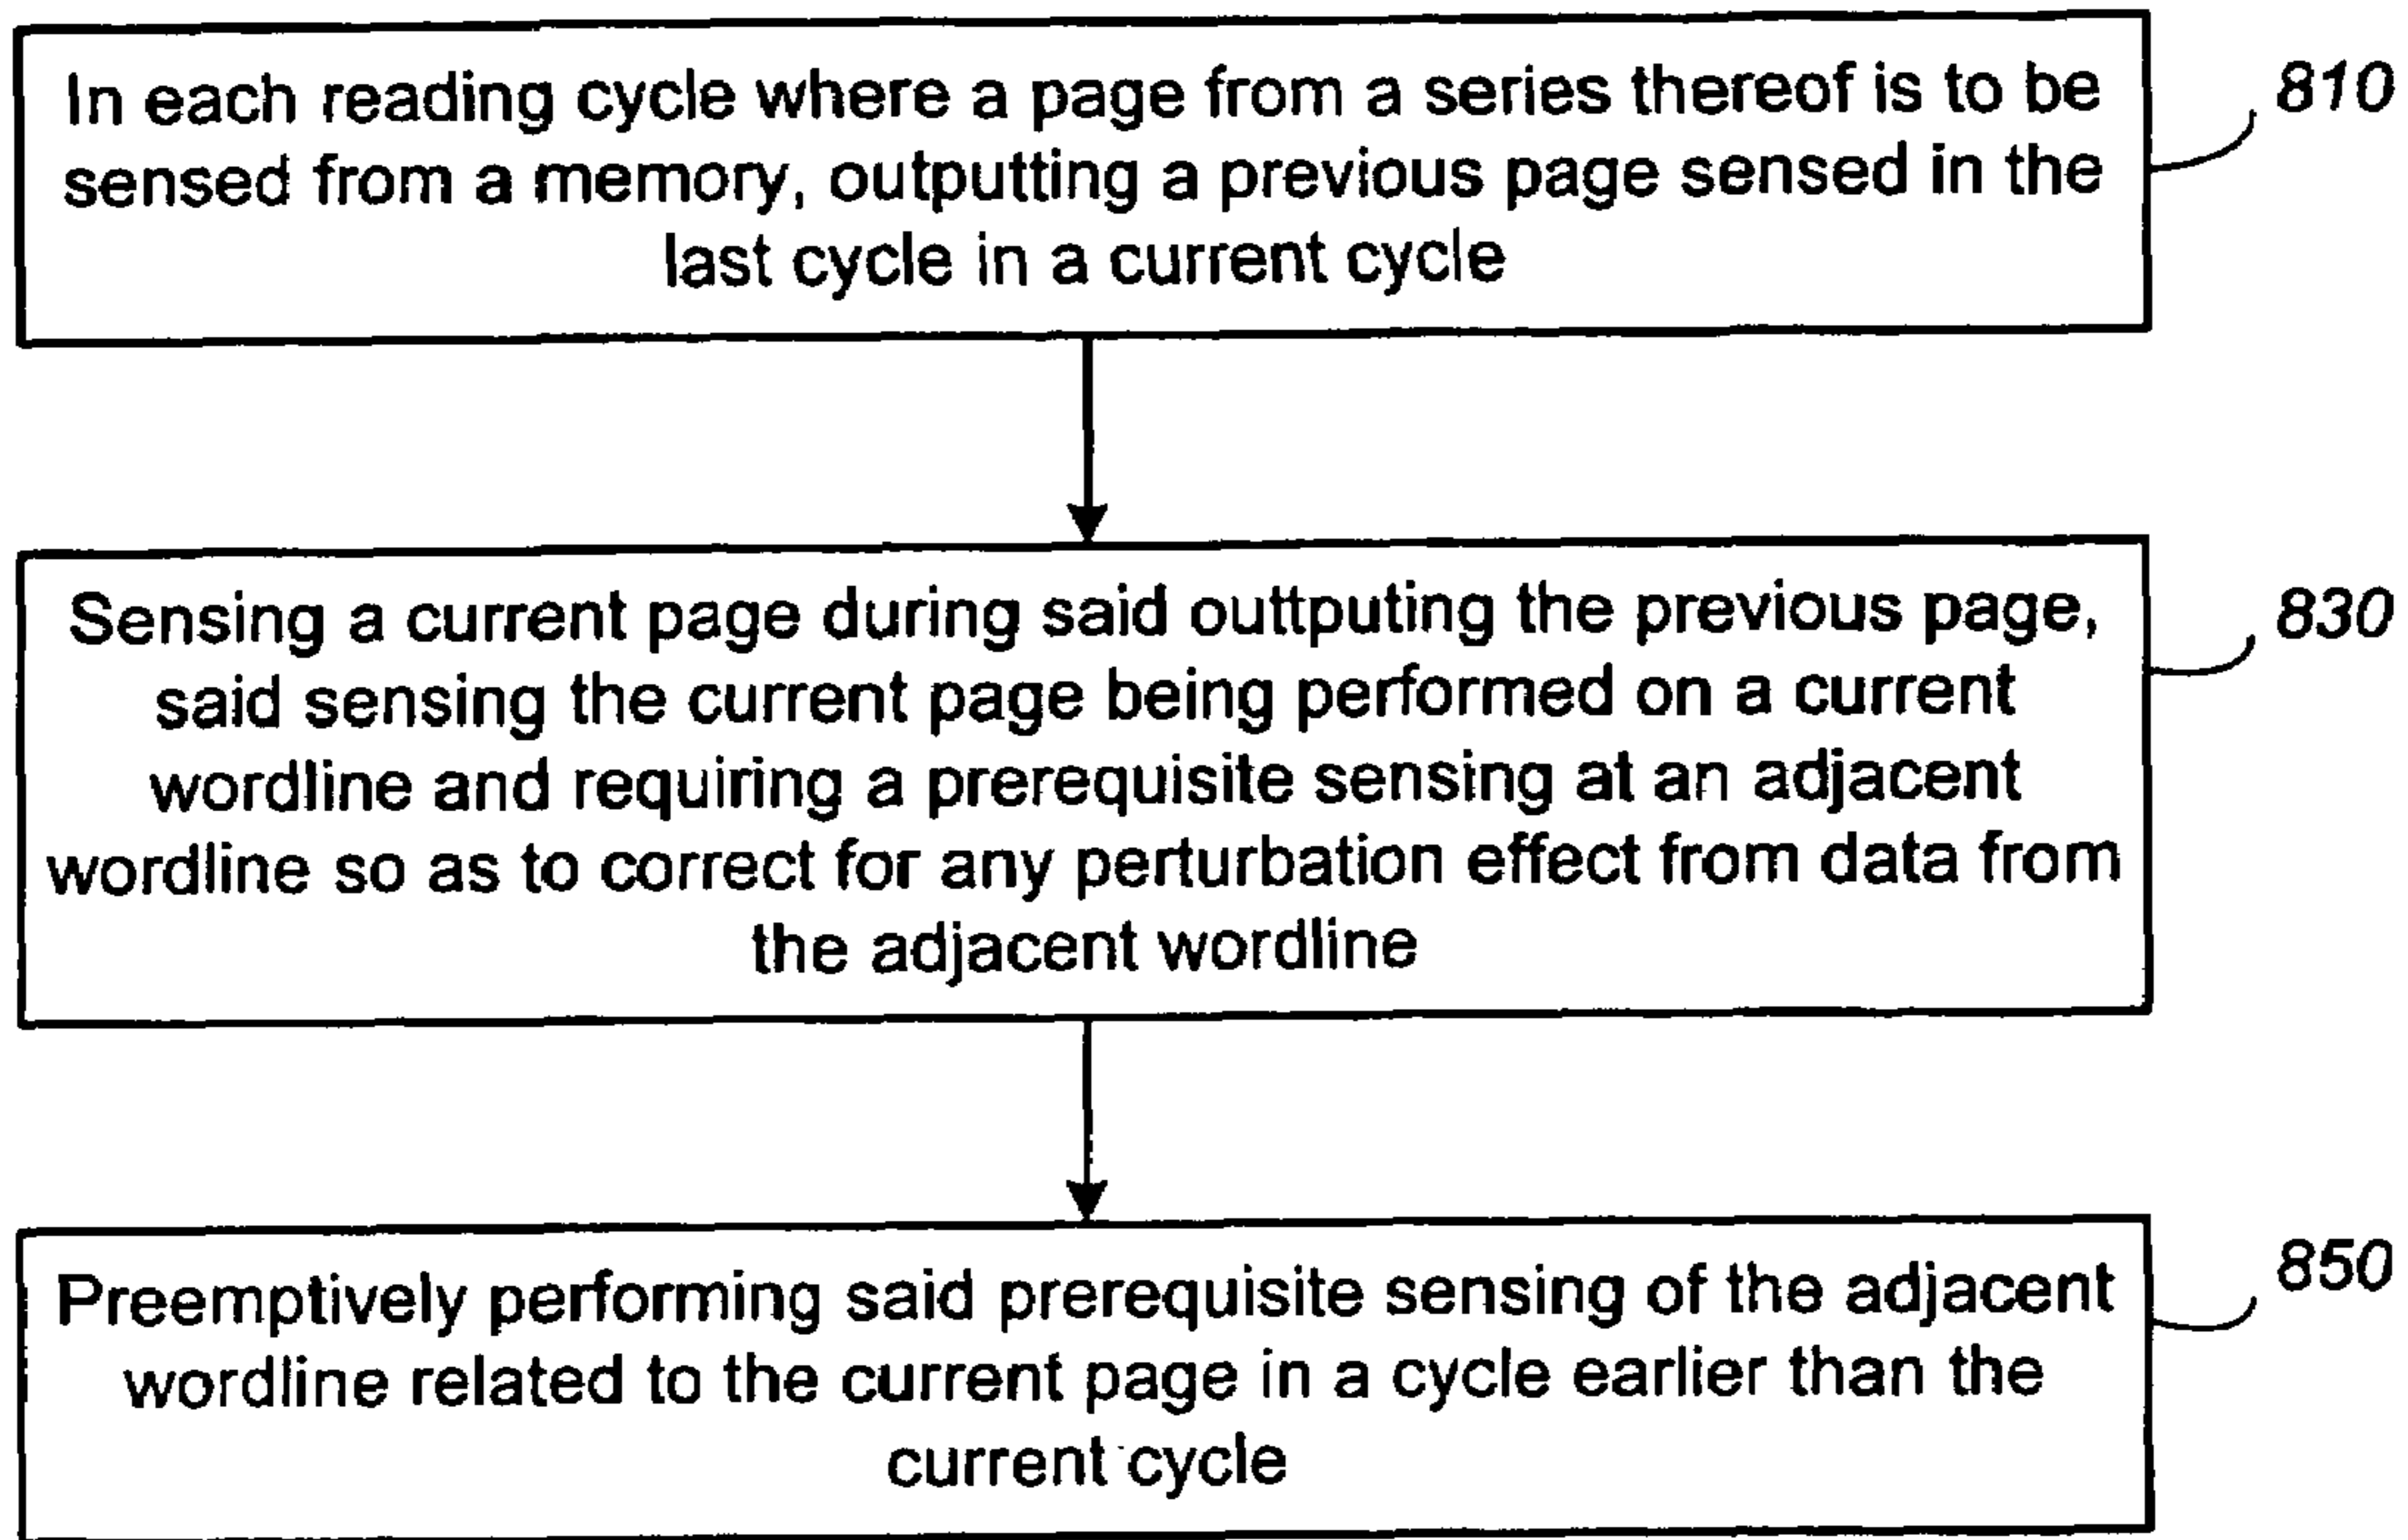 In each reading cycle where a page from a series thereof is to be
sensed from a memory, outputting a previous page sensed in the
last cycle in a current cycle
810
Sensing a current page during said outtputing the previous page,
said sensing the current page being performed on a current
wordline and requiring a prerequisite sensing at an adjacent
wordline so as to correct for any perturbation effect from data from
the adjacent wordline
830
Preemptively performing said prerequisite sensing of the adjacent
wordline related to the current page in a cycle earlier than the
current cycle
850